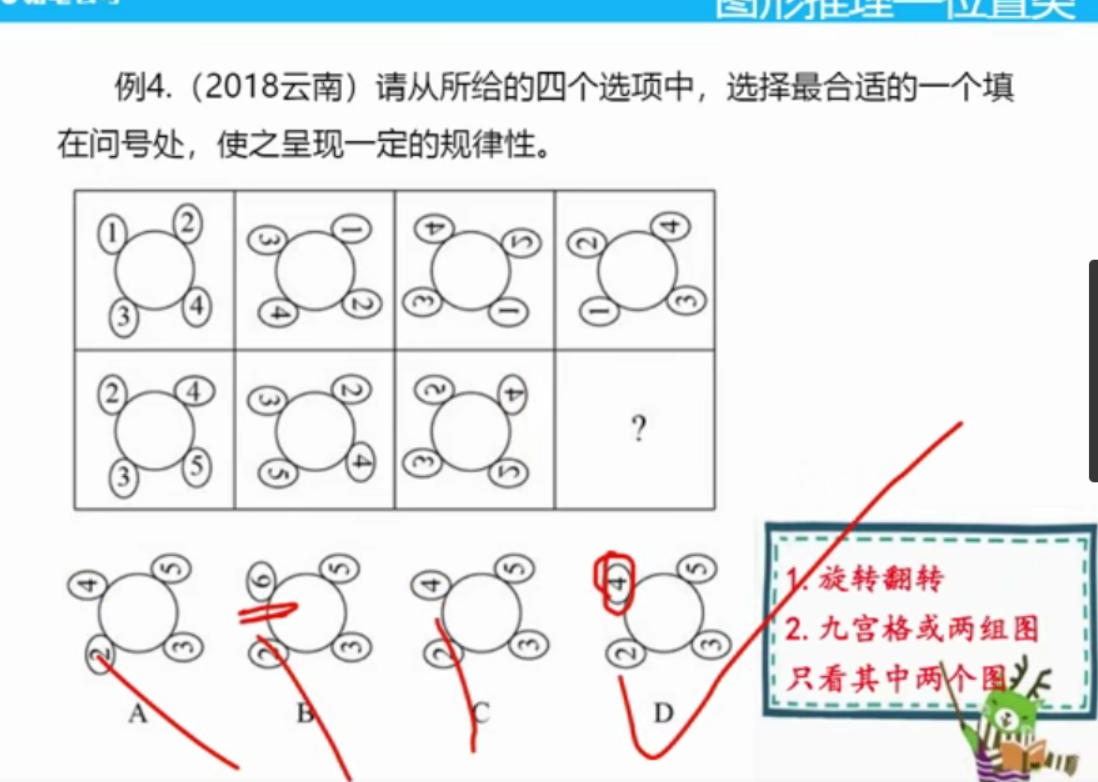 图形推理—位置类
例4.（2018云南）请从所给的四个选项中，选择最合适的一个填
在问号处，使之呈现一定的规律性。
1 2 3 1 4 2 2 4
3 4 4 2 3 1 1 3
2 4 3 2 2 4 ?
3 5 5 4 3 5
4 5 6 5 4 5 4 5
2 3 2 3 2 3 2 3
A B C D
1. 旋转翻转
2. 九宫格或两组图
只看其中两个图